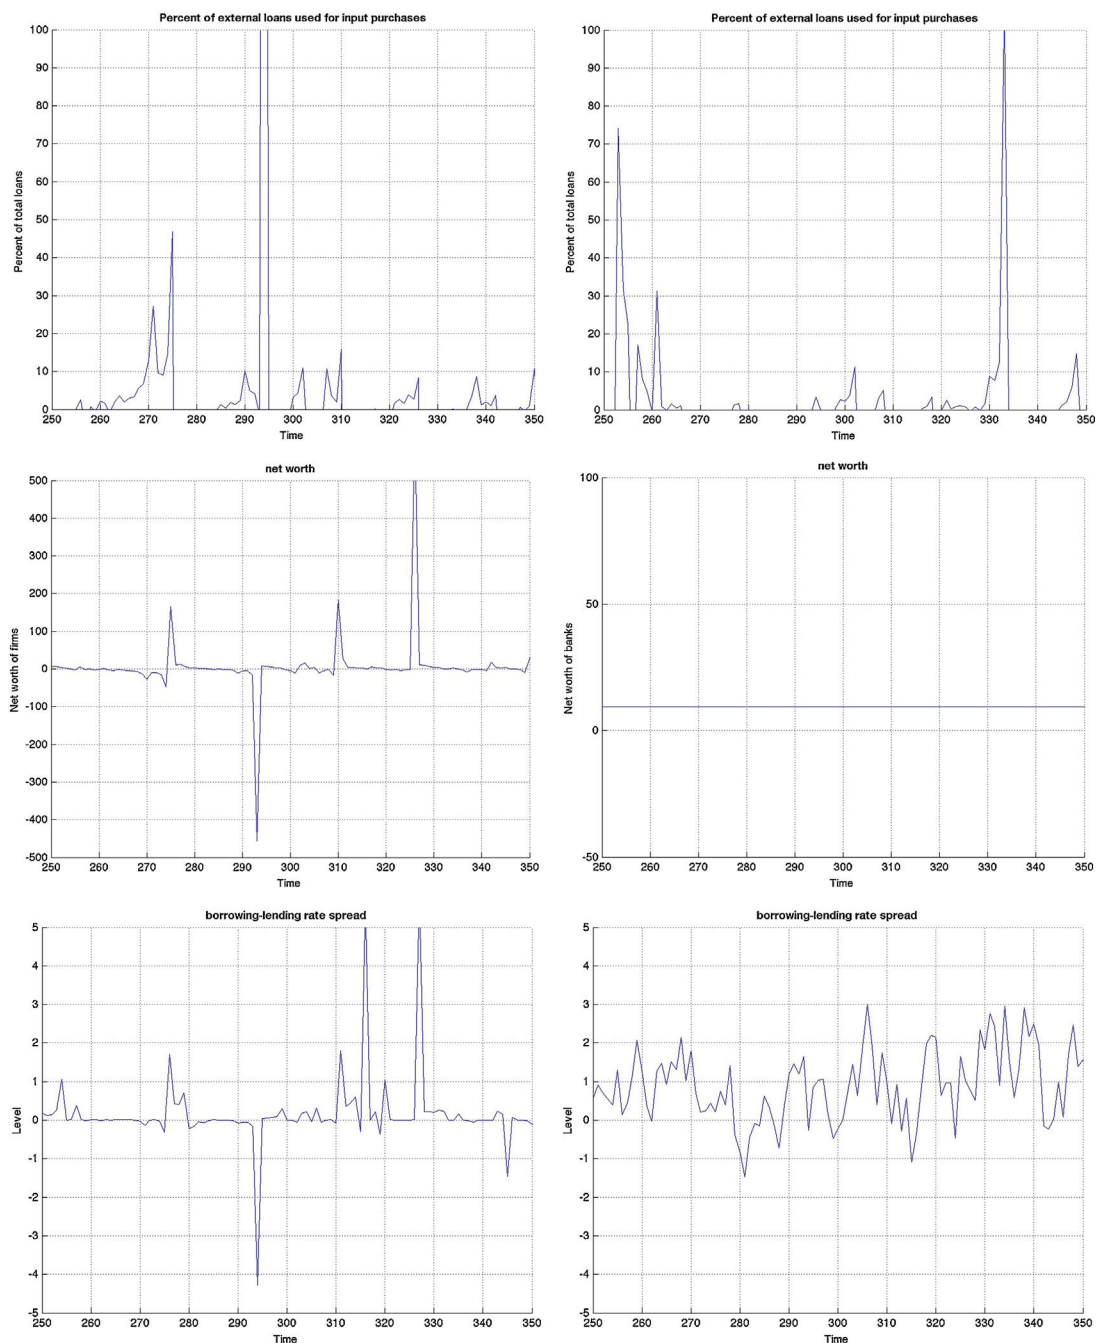 Percent of external loans used for input purchases
100
90
80
70
60
50
40
30
20
10
0
Percent of total loans
250 260 270 280 290 300 310 320 330 340 350
Time
Percent of external loans used for input purchases
100
90
80
70
60
50
40
30
20
10
0
Percent of total loans
250 260 270 280 290 300 310 320 330 340 350
Time
net worth
500
400
300
200
100
0
-100
-200
-300
-400
-500
Net worth of firms
250 260 270 280 290 300 310 320 330 340 350
Time
net worth
100
50
0
-50
Net worth of banks
250 260 270 280 290 300 310 320 330 340 350
Time
borrowing-lending rate spread
5
4
3
2
1
0
-1
-2
-3
-4
-5
Level
250 260 270 280 290 300 310 320 330 340 350
Time
borrowing-lending rate spread
5
4
3
2
1
0
-1
-2
-3
-4
-5
Level
250 260 270 280 290 300 310 320 330 340 350
Time